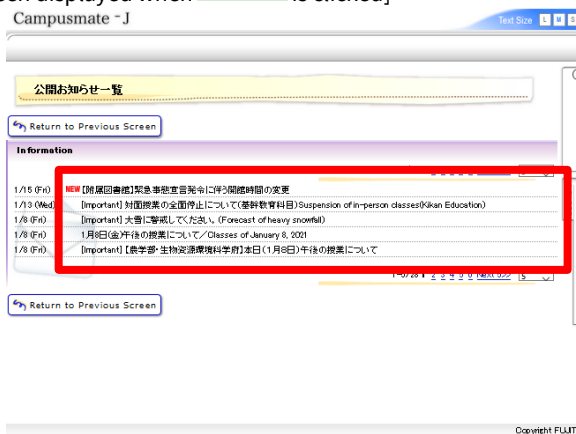 een displayed when is clicked]
Campusmate - J
Text Size L M S
公開お知らせ一覧
Return to Previous Screen
Information
1/15 (Fri) NEW 【附属図書館】緊急事態宣言発令に伴う開館時間の変更
1/13 (Wed) [Important] 対面授業の全面停止について(基幹教育科目)Suspension of in-person classes(Kikan Education)
1/8 (Fri) [Important] 大雪に警戒してください。(Forecast of heavy snowfall)
1/8 (Fri) 1月8日(金)午後の授業について/Classes of January 8, 2021
1/8 (Fri) [Important]【農学部・生物資源環境科学府】本日(1月8日)午後の授業について
2 3 4 5 6 5
Return to Previous Screen
Copyright FUJIT